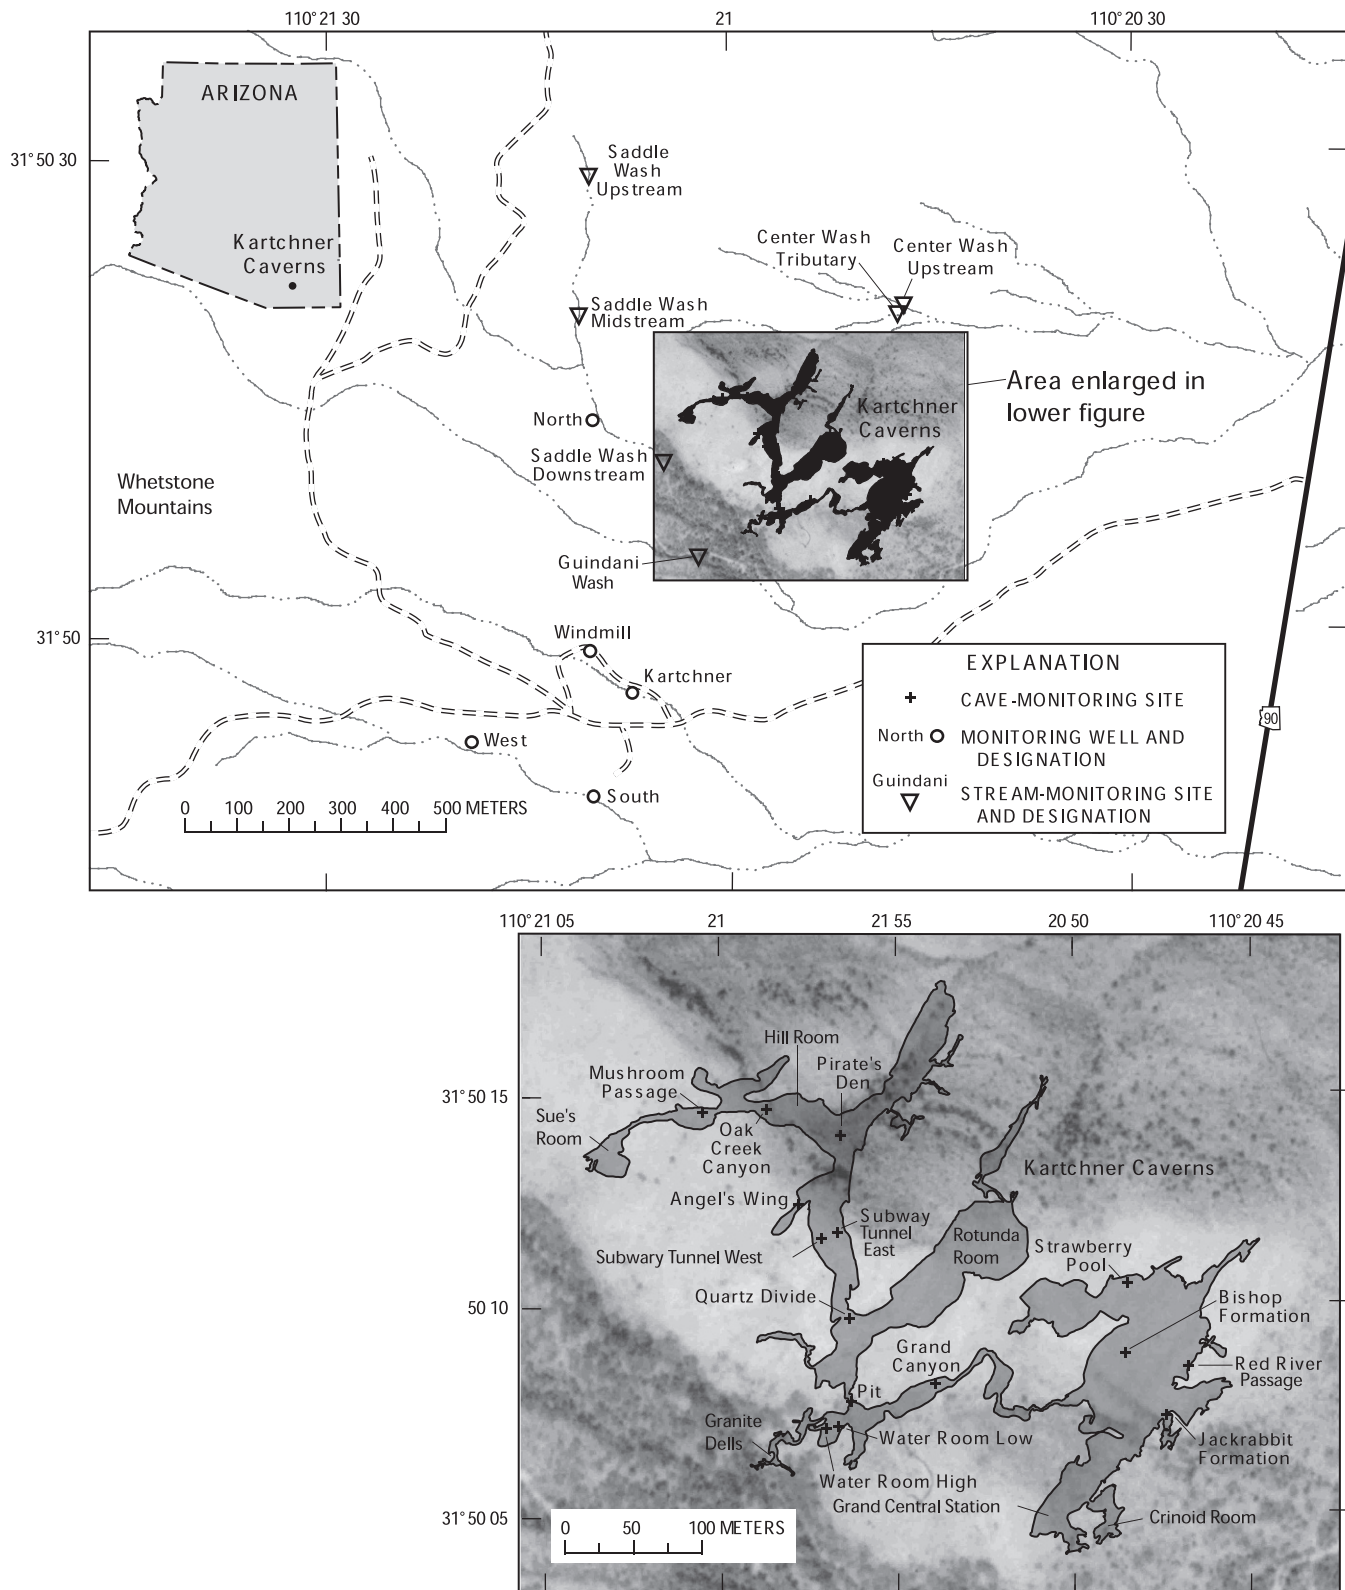 110° 21 30
21
110° 20 30
31°50 30
31°50
ARIZONA
Kartchner
Caverns
Saddle
Wash
Upstream
Center Wash
Tributary
Center Wash
Upstream
Saddle Wash
Midstream
Area enlarged in
lower figure
Kartchner
Caverns
North
Saddle Wash
Downstream
Whetstone
Mountains
Guindani
Wash
Windmill
Kartchner
West
South
0 100 200 300 400 500 METERS
EXPLANATION
CAVE-MONITORING SITE
North MONITORING WELL AND
DESIGNATION
Guindani
STREAM-MONITORING SITE
AND DESIGNATION
90
110° 21 05
21
21 55
20 50
110° 20 45
31°50 15
50 10
31°50 05
Hill Room
Pirate's
Den
Mushroom
Passage
Sue's
Room
Oak
Creek
Canyon
Kartchner Caverns
Angel's Wing
Subway
Tunnel
East
Rotunda
Room
Subwary Tunnel West
Strawberry
Pool
Quartz Divide
Bishop
Formation
Grand
Canyon
Red River
Passage
Pit
Granite
Dells
Water Room Low
Jackrabbit
Formation
Water Room High
Grand Central Station
Crinoid Room
0 50 100 METERS